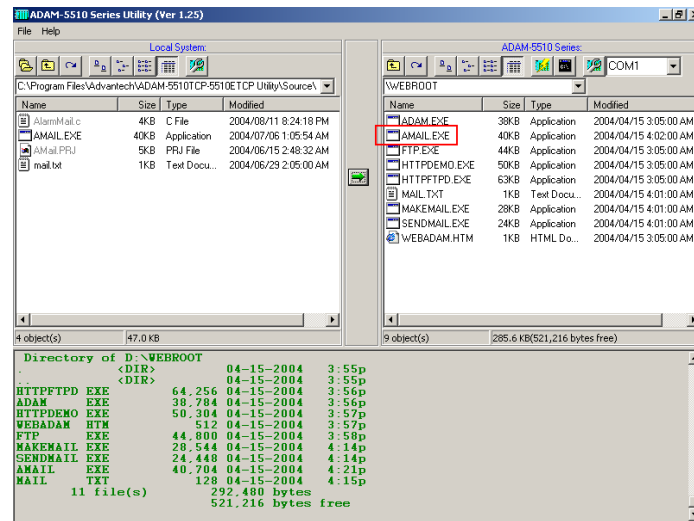 ADAM-5510 Series Utility (Ver 1.25)
File Help
Local System:
C:\Program Files\Advantech\ADAM-5510TCP-5510ETCP Utility\Source\
Name Size Type Modified
AlarmMail.c 4KB C File 2004/08/11 8:24:18 PM
AMAIL.EXE 40KB Application 2004/07/06 1:05:54 AM
AMail.PRJ 5KB PRJ File 2004/06/15 2:48:32 AM
mail.txt 1KB Text Docu... 2004/06/29 2:05:00 AM
4 object(s) 47.0 KB
ADAM-5510 Series:
COM1
\WEBROOT
Name Size Type Modified
ADAM.EXE 38KB Application 2004/04/15 3:05:00 AM
AMAIL.EXE 40KB Application 2004/04/15 4:02:00 AM
FTP.EXE 44KB Application 2004/04/15 3:05:00 AM
HTTPDEMO.EXE 50KB Application 2004/04/15 3:05:00 AM
HTTPFTPD.EXE 63KB Application 2004/04/15 3:05:00 AM
MAIL.TXT 1KB Text Docu... 2004/04/15 4:01:00 AM
MAKEMAIL.EXE 28KB Application 2004/04/15 4:01:00 AM
SENDMAIL.EXE 24KB Application 2004/04/15 4:01:00 AM
WEBADAM.HTM 1KB HTML Do... 2004/04/15 3:05:00 AM
9 object(s) 285.6 KB(521,216 bytes free)
Directory of D:\WEBROOT
. <DIR> 04-15-2004 3:55p
.. <DIR> 04-15-2004 3:55p
HTTPFTPD EXE 64,256 04-15-2004 3:56p
ADAM EXE 38,784 04-15-2004 3:56p
HTTPDEMO EXE 50,304 04-15-2004 3:57p
WEBADAM HTM 512 04-15-2004 3:57p
FTP EXE 44,800 04-15-2004 3:58p
MAKEMAIL EXE 28,544 04-15-2004 4:14p
SENDMAIL EXE 24,448 04-15-2004 4:14p
AMAIL EXE 40,704 04-15-2004 4:21p
MAIL TXT 128 04-15-2004 4:15p
11 file(s) 292,480 bytes
521,216 bytes free